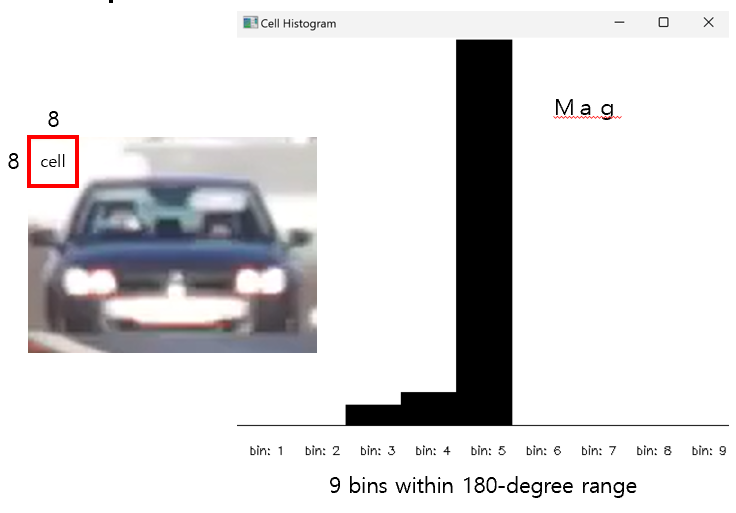 Cell Histogram
Mag
8
8
cell
bin: 1 bin: 2 bin: 3 bin: 4 bin: 5 bin: 6 bin: 7 bin: 8 bin: 9
9 bins within 180-degree range